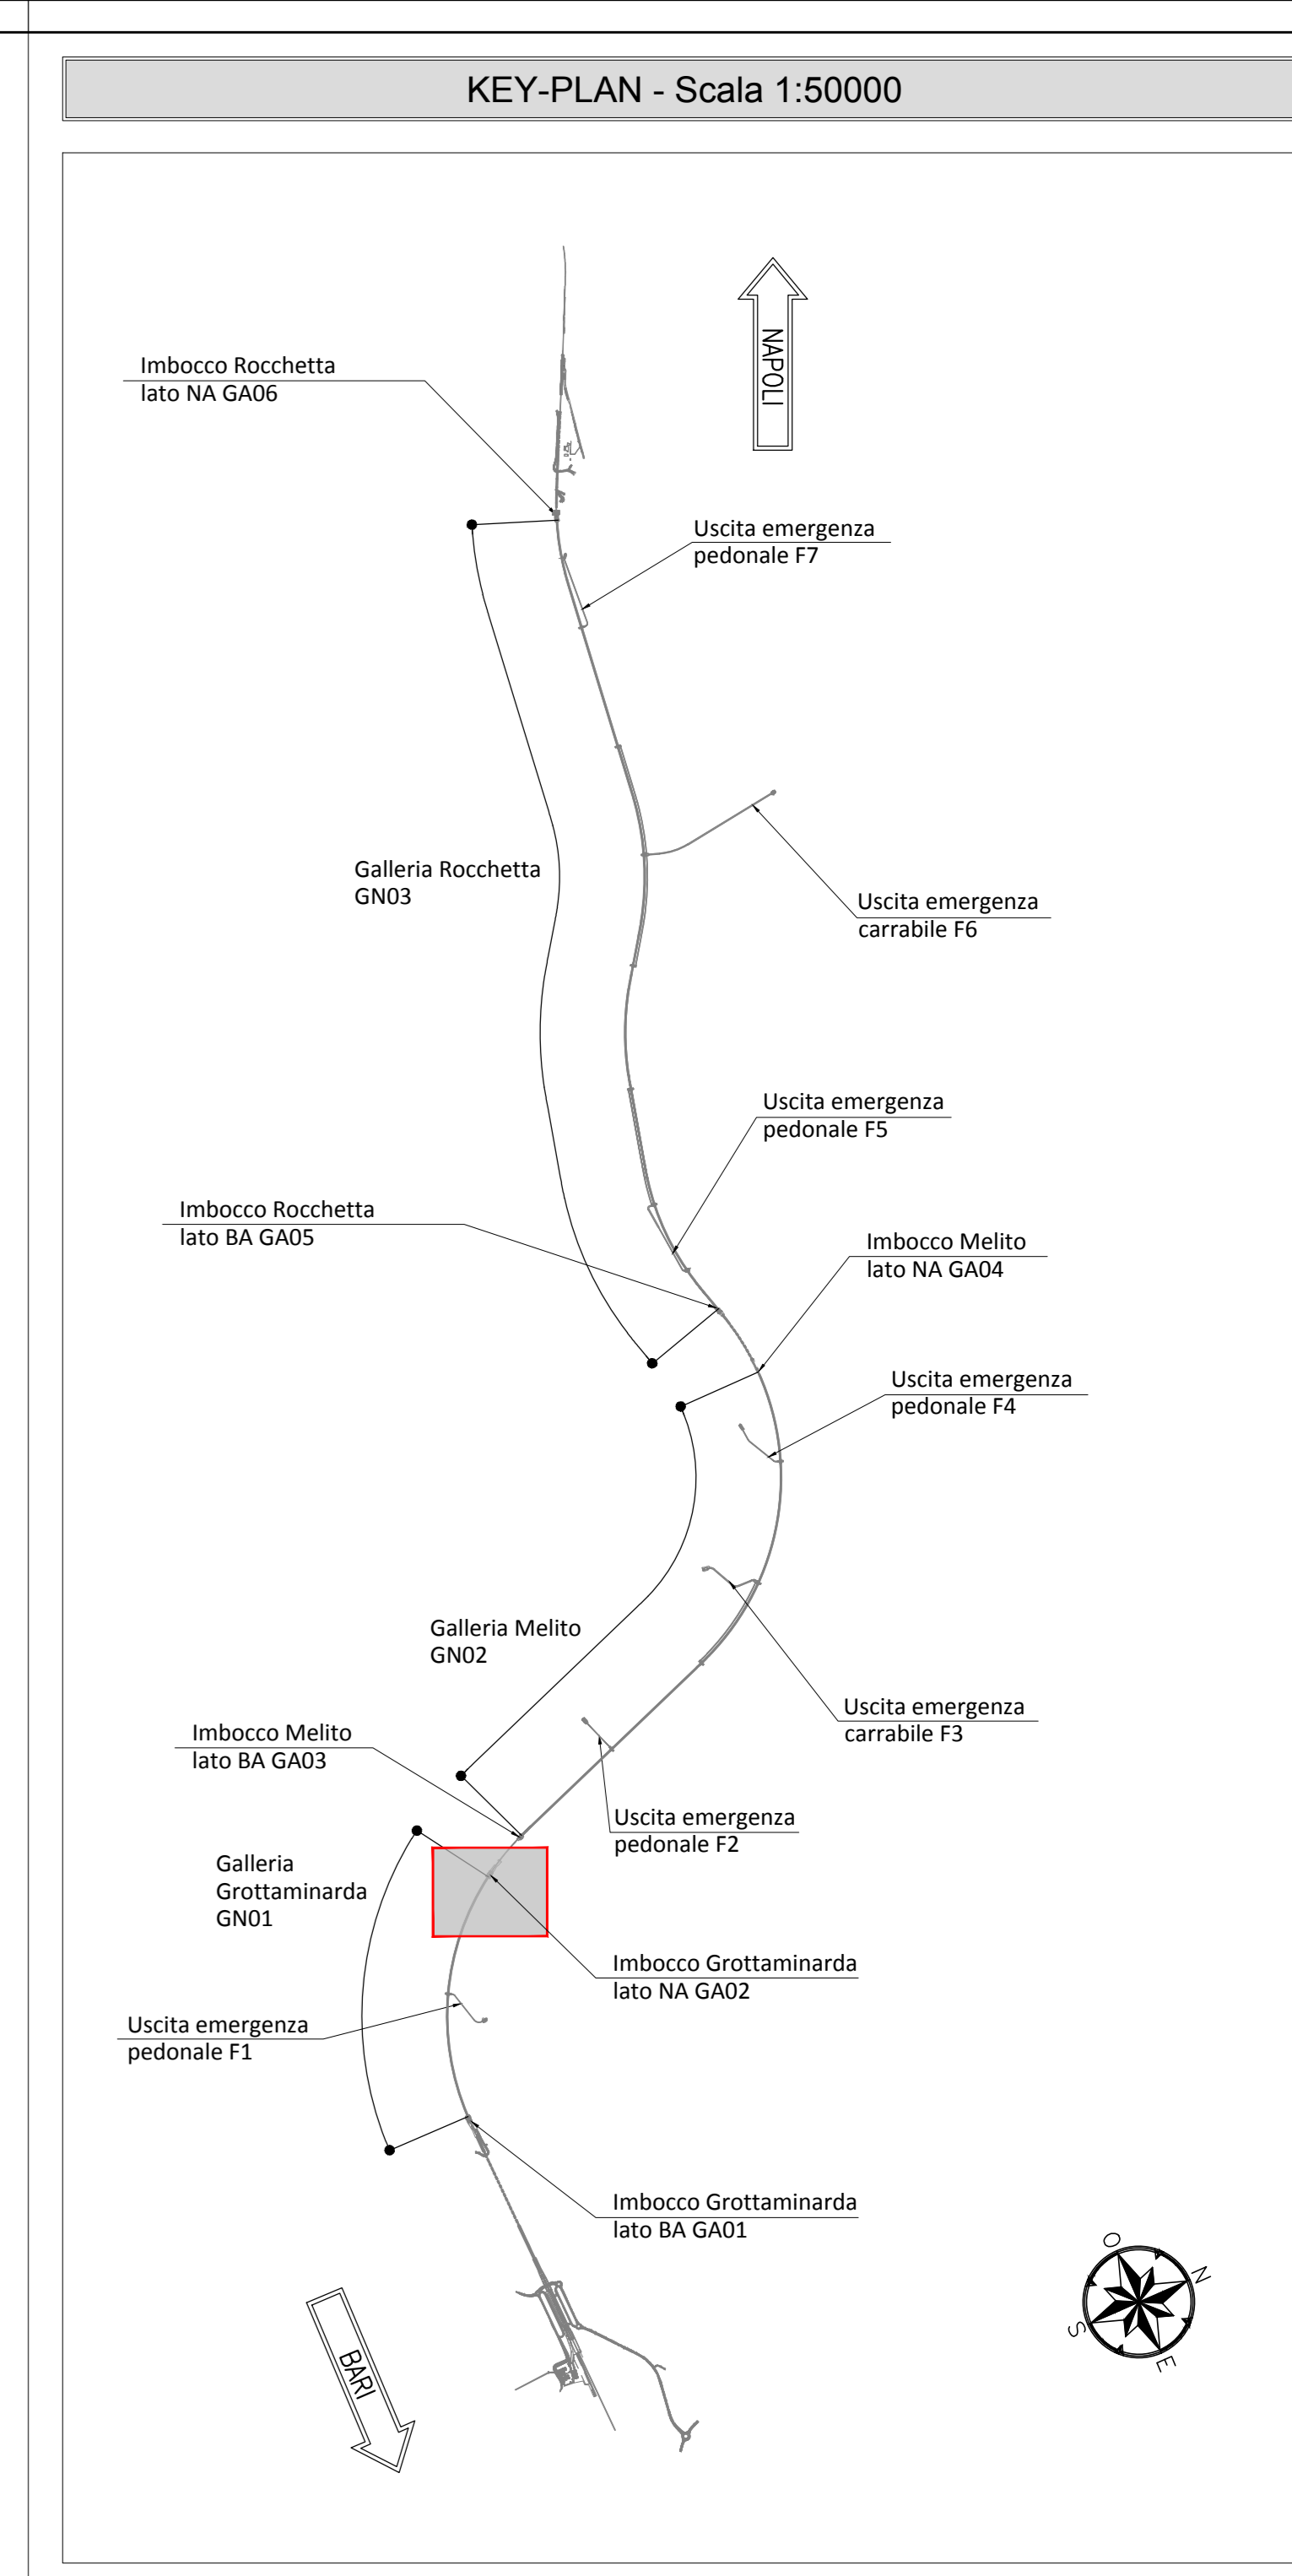 KEY-PLAN - Scala 1:50000
NAPOLI
Imbocco Rocchetta
lato NA GA06
Uscita emergenza
pedonale F7
Galleria Rocchetta
GN03
Uscita emergenza
carrabile F6
Uscita emergenza
pedonale F5
Imbocco Rocchetta
lato BA GA05
Imbocco Melito
lato NA GA04
Uscita emergenza
pedonale F4
Galleria Melito
GN02
Uscita emergenza
carrabile F3
Imbocco Melito
lato BA GA03
Uscita emergenza
pedonale F2
Galleria
Grottaminarda
GN01
Imbocco Grottaminarda
lato NA GA02
Uscita emergenza
pedonale F1
Imbocco Grottaminarda
lato BA GA01
O
N
S
E
BARI